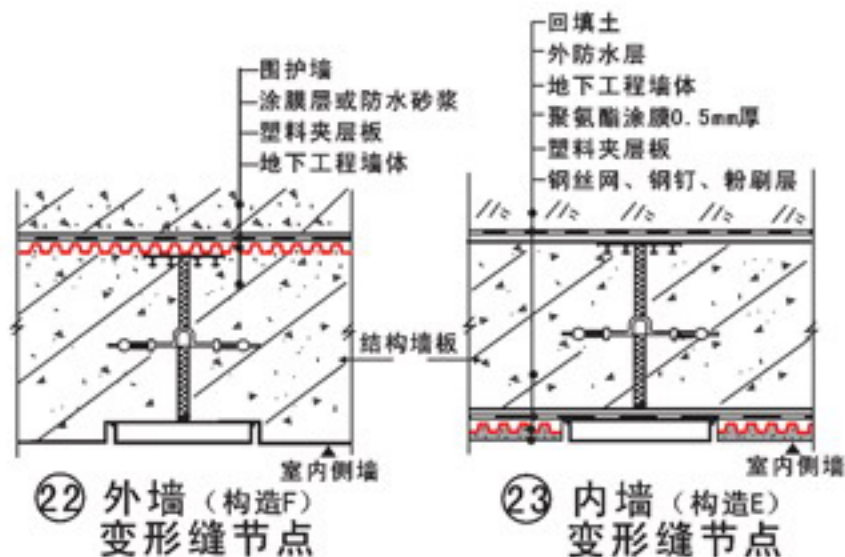 围护墙
涂膜层或防水砂浆
塑料夹层板
地下工程墙体
回填土
外防水层
地下工程墙体
聚氨酯涂膜0.5mm厚
塑料夹层板
钢丝网、钢钉、粉刷层
结构墙板
室内侧墙
室内侧墙
22 外墙（构造F）
变形缝节点
23 内墙（构造E）
变形缝节点